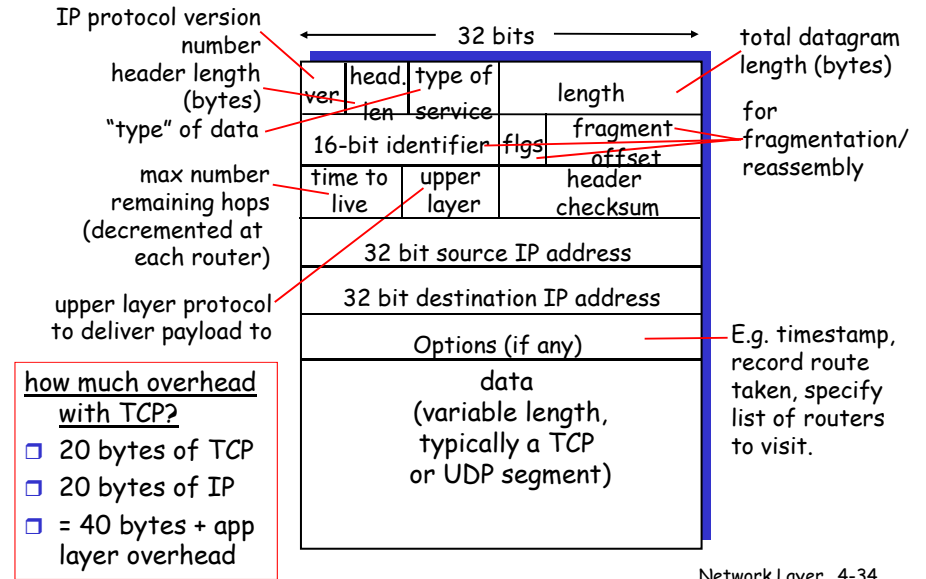 IP protocol version
number
header length
(bytes)
"type" of data
max number
remaining hops
(decremented at
each router)
upper layer protocol
to deliver payload to
how much overhead
with TCP?
20 bytes of TCP
20 bytes of IP
= 40 bytes + app
layer overhead
32 bits
ver
head.
len
type of
service
length
16-bit identifier
flgs
fragment
offset
time to
live
upper
layer
header
checksum
32 bit source IP address
32 bit destination IP address
Options (if any)
data
(variable length,
typically a TCP
or UDP segment)
total datagram
length (bytes)
for
fragmentation/
reassembly
E.g. timestamp,
record route
taken, specify
list of routers
to visit.
Network Layer 4-34